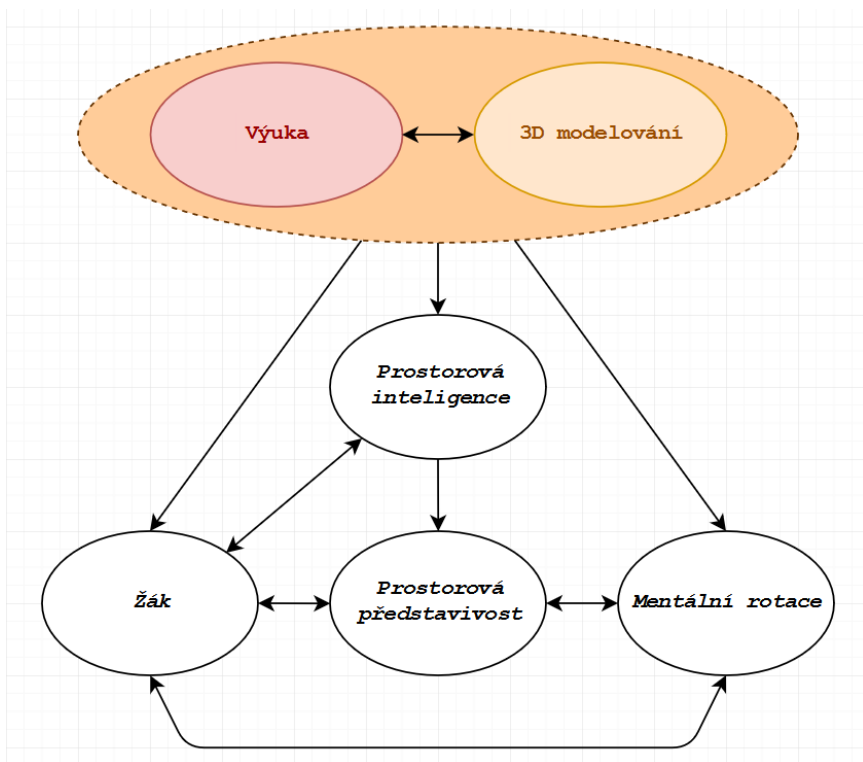 Výuka
3D modelování
Prostorová
inteligence
Žák
Prostorová
představivost
Mentální rotace